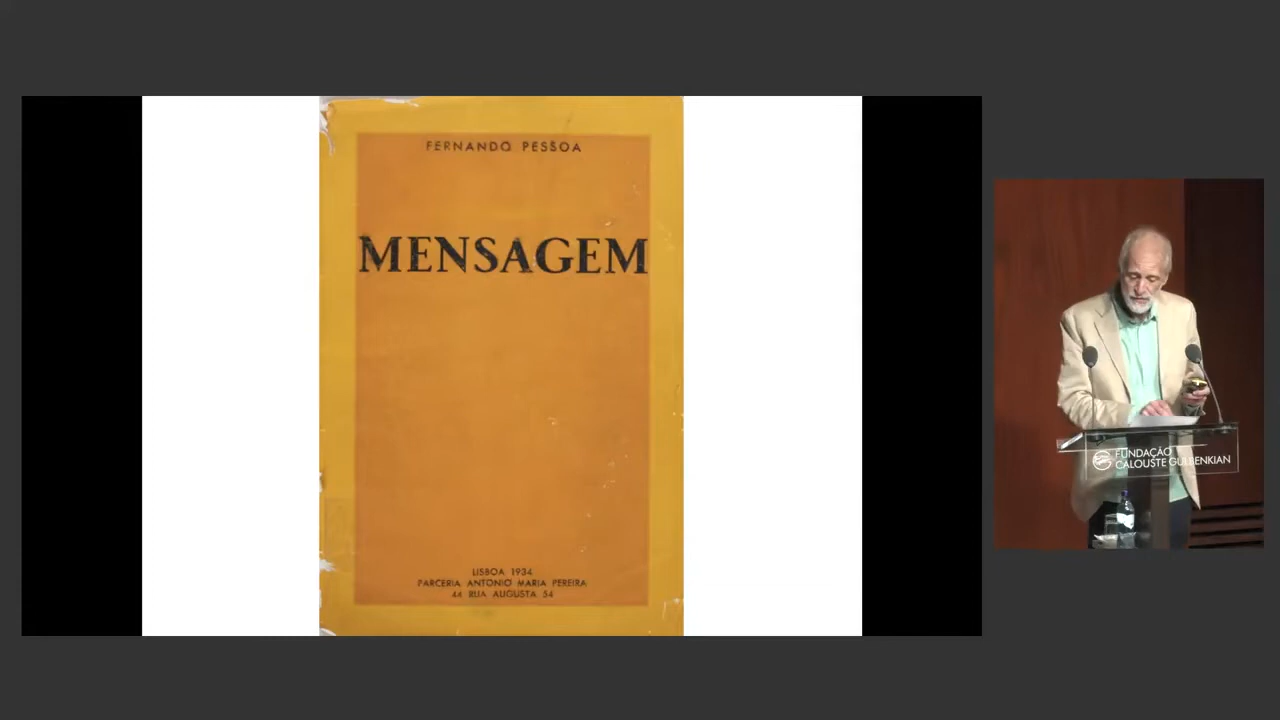 FERNANDO PESSOA
MENSAGEM
LISBOA 1934
PARCERIA ANTONIO MARIA PEREIRA
44 RUA AUGUSTA 54
FUNDAÇÃO
CALOUSTE GULBENKIAN